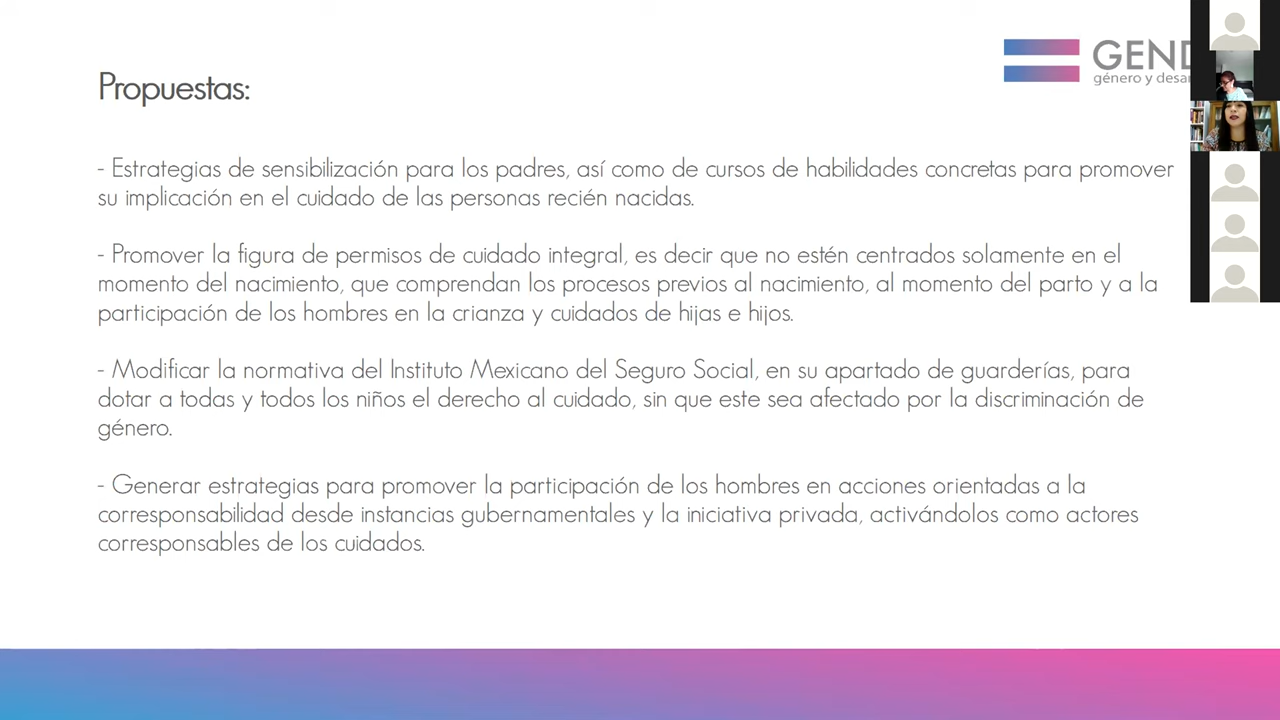 GEND
género y desar
Propuestas:
- Estrategias de sensibilización para los padres, así como de cursos de habilidades concretas para promover
su implicación en el cuidado de las personas recién nacidas.
- Promover la figura de permisos de cuidado integral, es decir que no estén centrados solamente en el
momento del nacimiento, que comprendan los procesos previos al nacimiento, al momento del parto y a la
participación de los hombres en la crianza y cuidados de hijas e hijos.
- Modificar la normativa del Instituto Mexicano del Seguro Social, en su apartado de guarderías, para
dotar a todas y todos los niños el derecho al cuidado, sin que este sea afectado por la discriminación de
género.
- Generar estrategias para promover la participación de los hombres en acciones orientadas a la
corresponsabilidad desde instancias gubernamentales y la iniciativa privada, activándolos como actores
corresponsables de los cuidados.